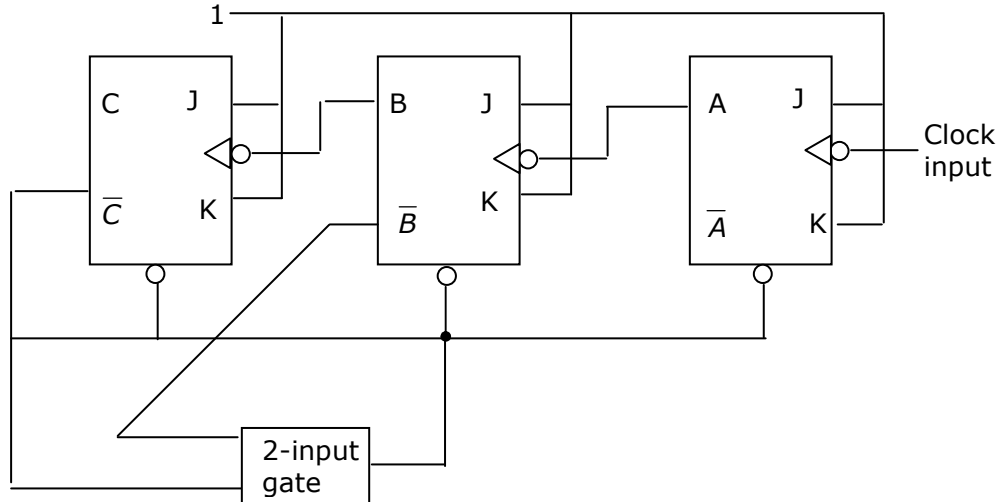 1
C J
B J
A J
Clock
input
C̅ K
B̅ K
A̅ K
2-input
gate